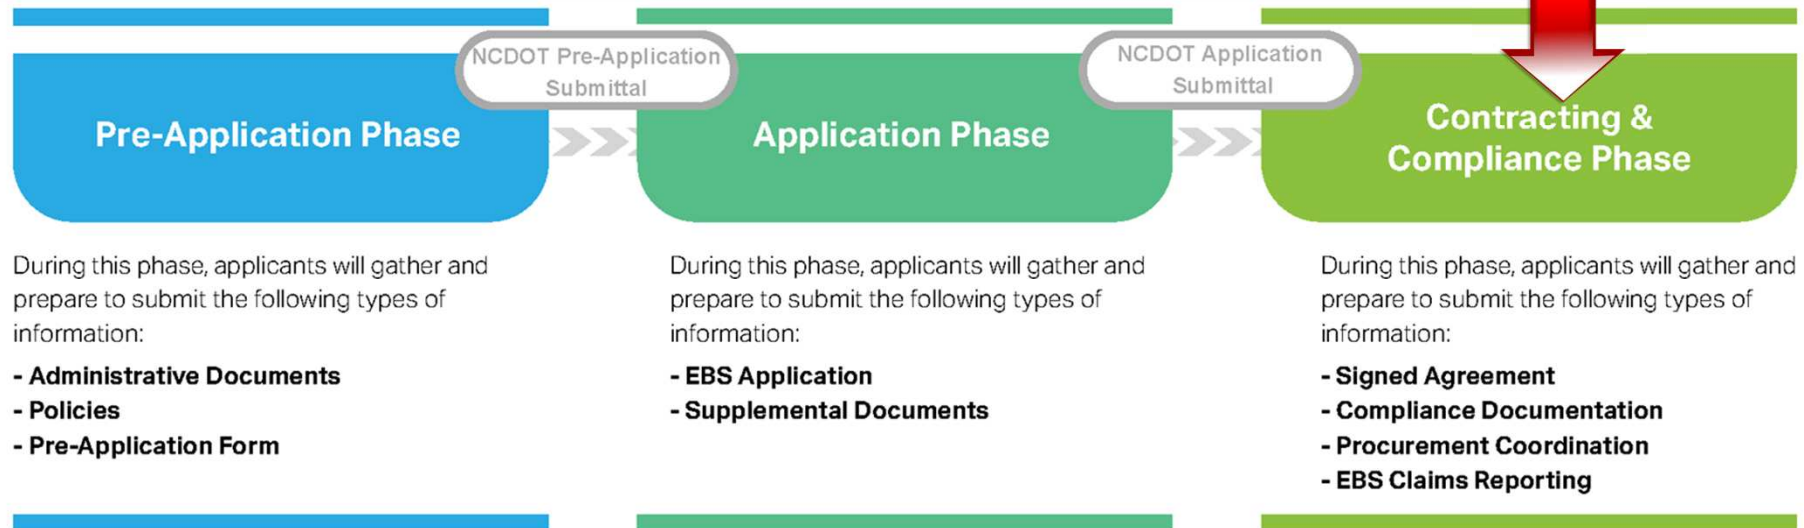 NCDOT Pre-Application
Submittal
NCDOT Application
Submittal
Pre-Application Phase
Application Phase
Contracting &
Compliance Phase
During this phase, applicants will gather and
prepare to submit the following types of
information:
- Administrative Documents
- Policies
- Pre-Application Form
During this phase, applicants will gather and
prepare to submit the following types of
information:
- EBS Application
- Supplemental Documents
During this phase, applicants will gather and
prepare to submit the following types of
information:
- Signed Agreement
- Compliance Documentation
- Procurement Coordination
- EBS Claims Reporting